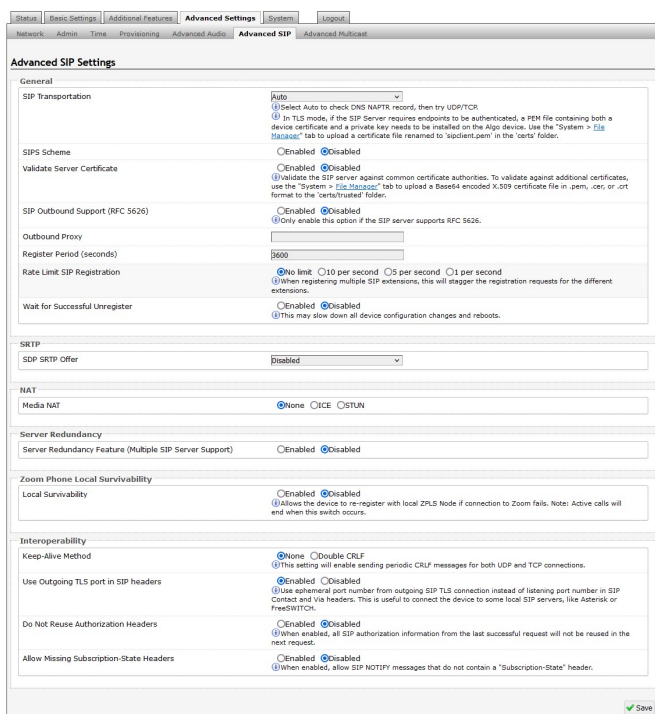 Status Basic Settings Additional Features Advanced Settings System Logout
Network Admin Time Provisioning Advanced Audio Advanced SIP Advanced Multicast
Advanced SIP Settings
General
SIP Transportation
Auto
Select Auto to check DNS NAPTR record, then try UDP/TCP.
In TLS mode, if the SIP Server requires endpoints to be authenticated, a PEM file containing both a
device certificate and a private key needs to be installed on the Algo device. Use the "System > File
Manager" tab to upload a certificate file renamed to 'sipclient.pem' in the 'certs' folder.
SIPS Scheme
Enabled Disabled
Validate Server Certificate
Enabled Disabled
Validate the SIP server against common certificate authorities. To validate against additional certificates,
use the "System > File Manager" tab to upload a Base64 encoded X.509 certificate file in .pem, .cer, or .crt
format to the 'certs/trusted' folder.
SIP Outbound Support (RFC 5626)
Enabled Disabled
Only enable this option if the SIP server supports RFC 5626.
Outbound Proxy
Register Period (seconds)
3600
Rate Limit SIP Registration
No limit 10 per second 5 per second 1 per second
When registering multiple SIP extensions, this will stagger the registration requests for the different
extensions.
Wait for Successful Unregister
Enabled Disabled
This may slow down all device configuration changes and reboots.
SRTP
SDP SRTP Offer
Disabled
NAT
Media NAT
None ICE STUN
Server Redundancy
Server Redundancy Feature (Multiple SIP Server Support)
Enabled Disabled
Zoom Phone Local Survivability
Local Survivability
Enabled Disabled
Allows the device to re-register with local ZPLS Node if connection to Zoom fails. Note: Active calls will
end when this switch occurs.
Interoperability
Keep-Alive Method
None Double CRLF
This setting will enable sending periodic CRLF messages for both UDP and TCP connections.
Use Outgoing TLS port in SIP headers
Enabled Disabled
Use ephemeral port number from outgoing SIP TLS connection instead of listening port number in SIP
Contact and Via headers. This is useful to connect the device to some local SIP servers, like Asterisk or
FreeSWITCH.
Do Not Reuse Authorization Headers
Enabled Disabled
When enabled, all SIP authorization information from the last successful request will not be reused in the
next request.
Allow Missing Subscription-State Headers
Enabled Disabled
When enabled, allow SIP NOTIFY messages that do not contain a "Subscription-State" header.
Save